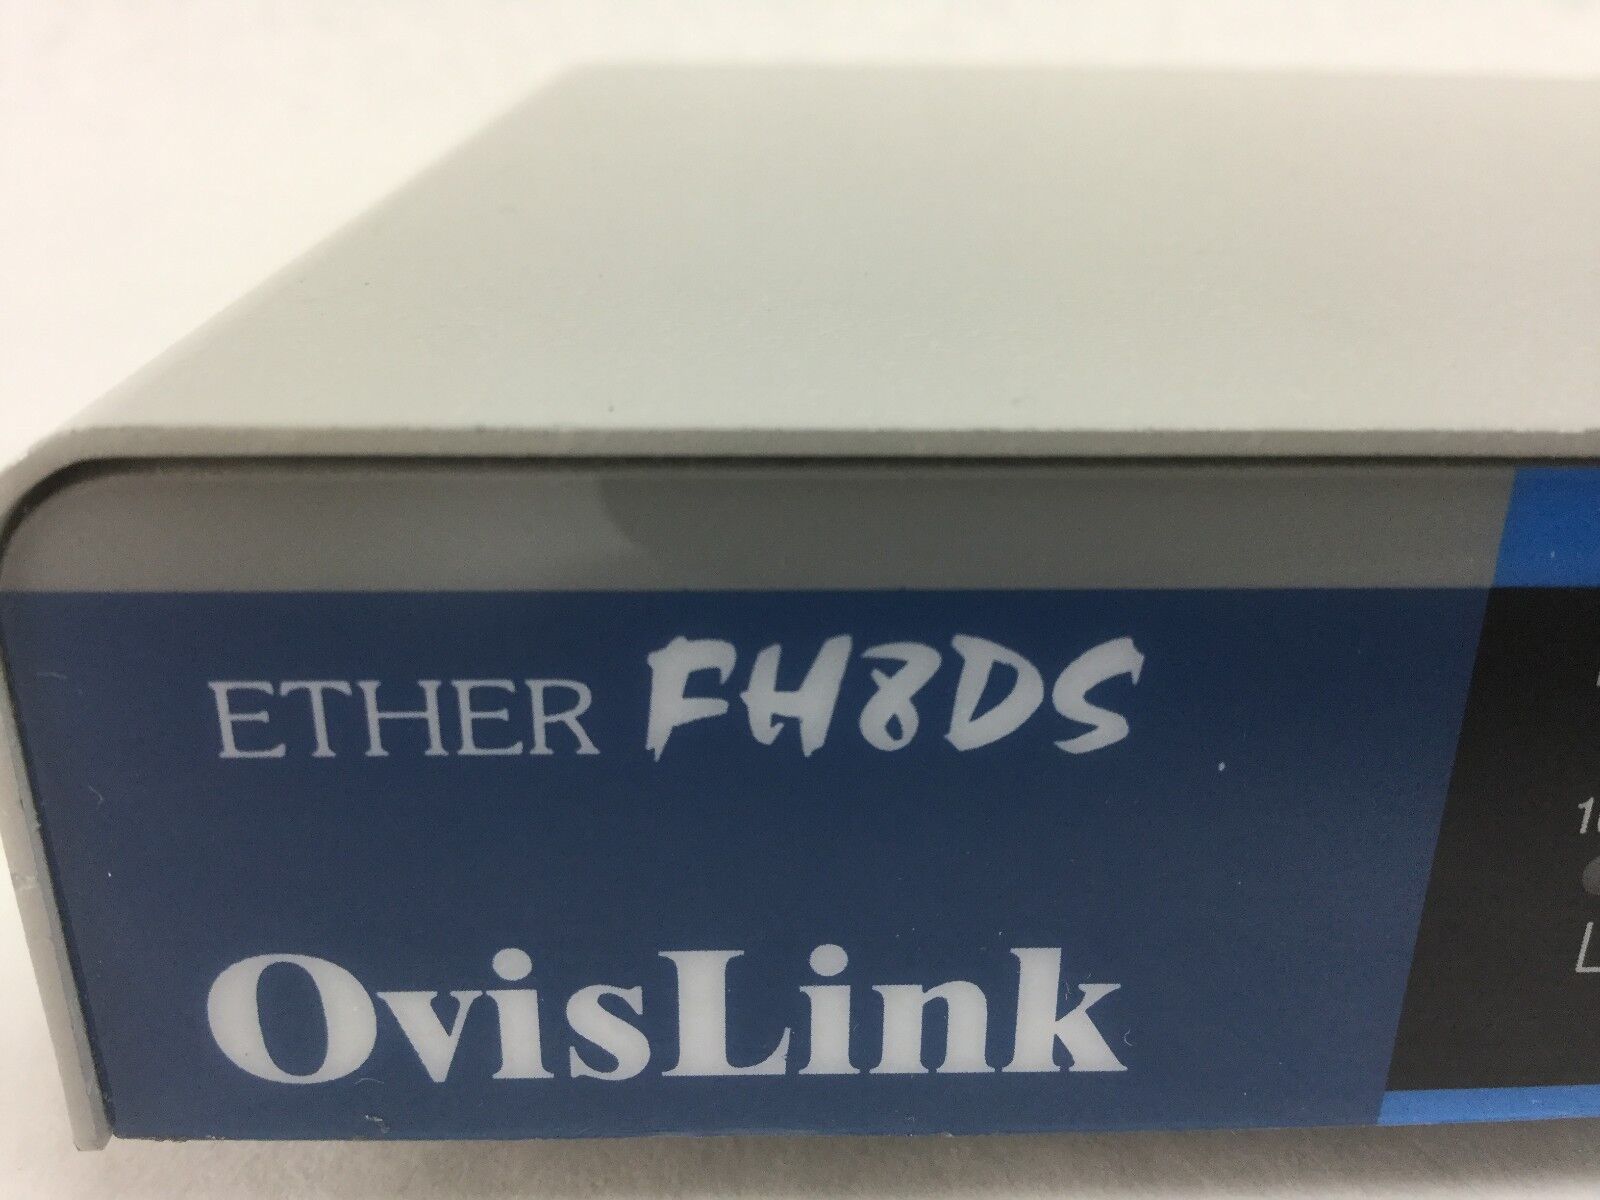 ETHER FH8DS
OvisLink